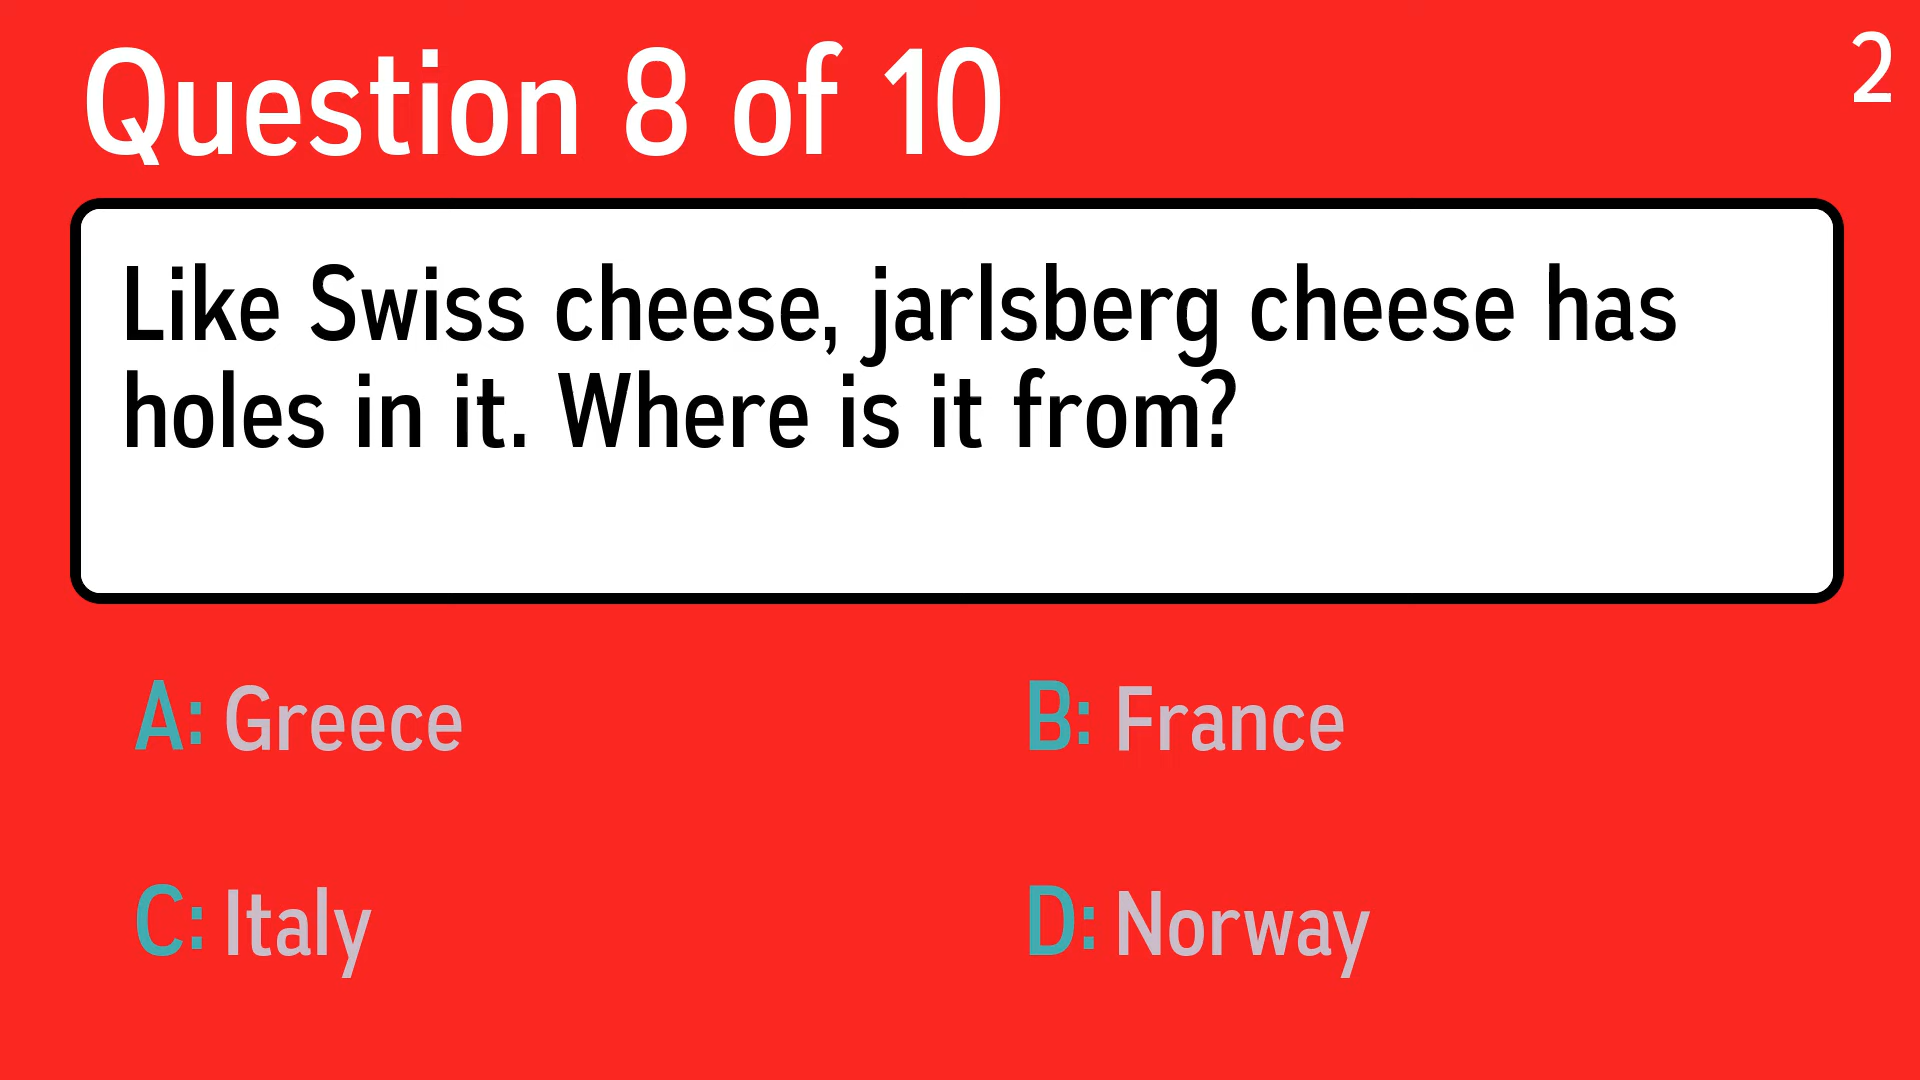 Question 8 of 10
2
Like Swiss cheese, jarlsberg cheese has
holes in it. Where is it from?
A: Greece
B: France
C: Italy
D: Norway